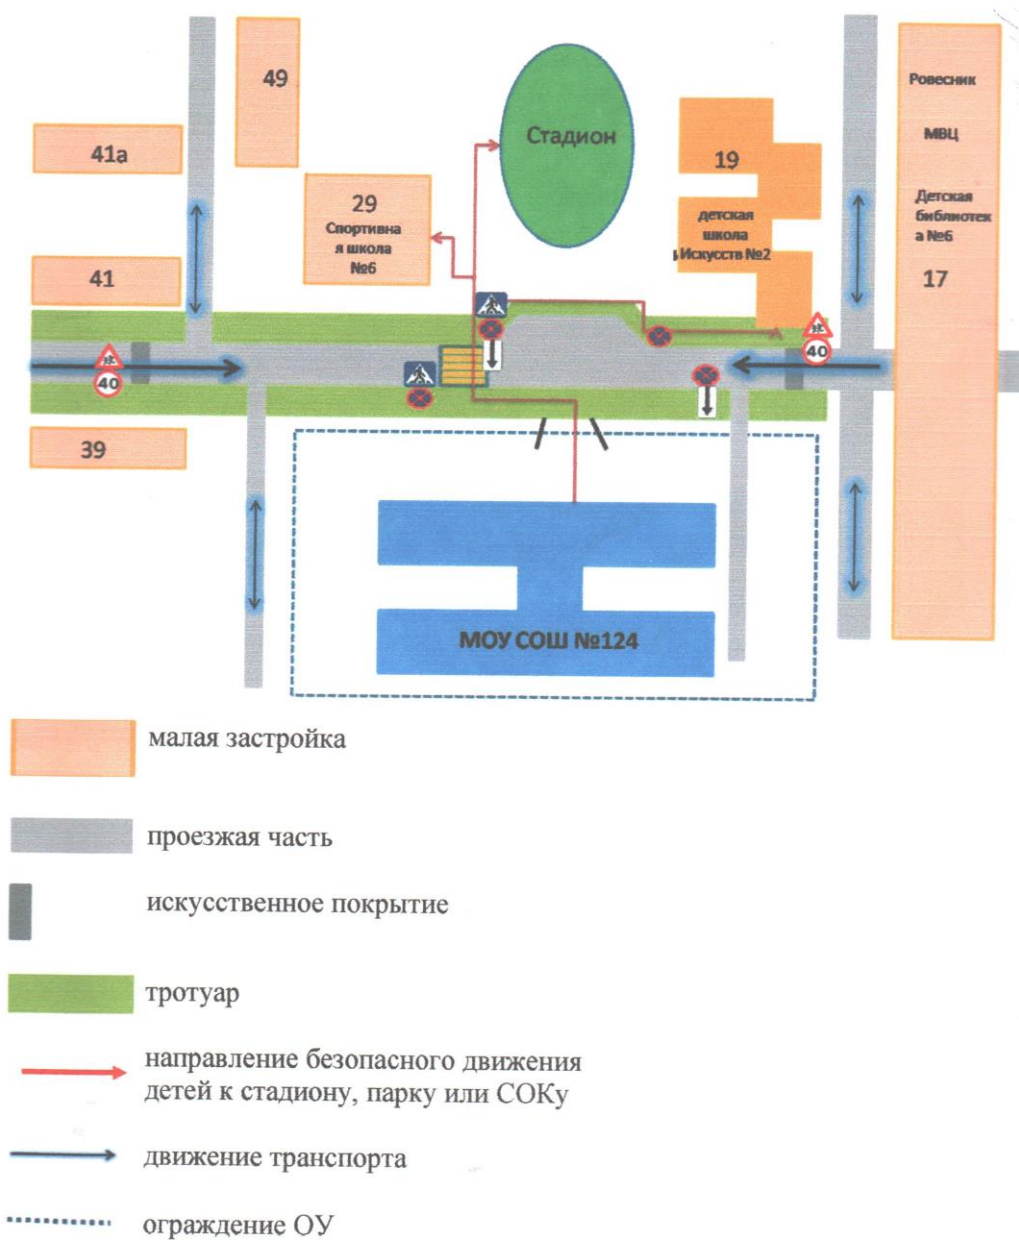 49
41а
29
Спортивна
я школа
№6
41
39
Стадион
19
детская
школа
Искусств №2
Ровесник
МВЦ
Детская
библиотек
а №6
17
40
40
МОУ СОШ №124
малая застройка
проезжая часть
искусственное покрытие
тротуар
направление безопасного движения
детей к стадиону, парку или СОКу
движение транспорта
ограждение ОУ